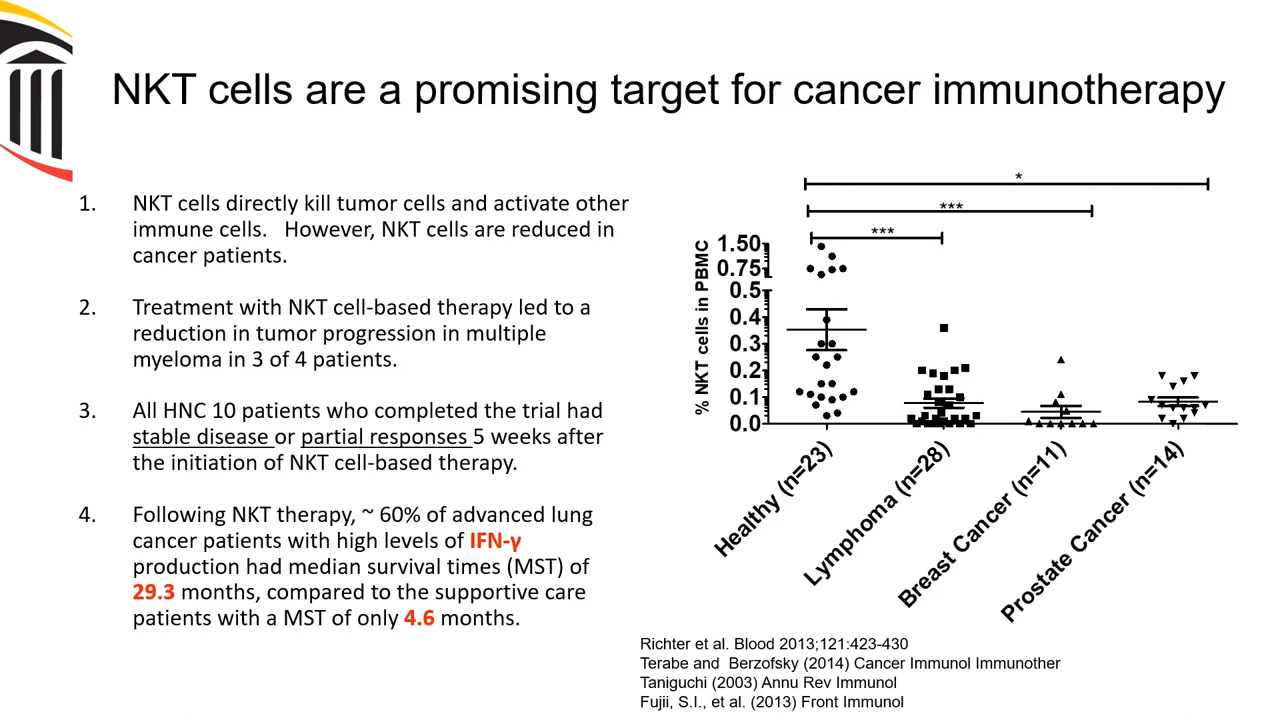 NKT cells are a promising target for cancer immunotherapy
1. NKT cells directly kill tumor cells and activate other
immune cells. However, NKT cells are reduced in
cancer patients.
2. Treatment with NKT cell-based therapy led to a
reduction in tumor progression in multiple
myeloma in 3 of 4 patients.
3. All HNC 10 patients who completed the trial had
stable disease or partial responses 5 weeks after
the initiation of NKT cell-based therapy.
4. Following NKT therapy, ~ 60% of advanced lung
cancer patients with high levels of IFN-γ
production had median survival times (MST) of
29.3 months, compared to the supportive care
patients with a MST of only 4.6 months.
*
***
***
% NKT cells in PBMC
1.50
0.75
0.5
0.4
0.3
0.2
0.1
0.0
Healthy (n=23)
Lymphoma (n=28)
Breast Cancer (n=11)
Prostate Cancer (n=14)
Richter et al. Blood 2013;121:423-430
Terabe and Berzofsky (2014) Cancer Immunol Immunother
Taniguchi (2003) Annu Rev Immunol
Fujii, S.I., et al. (2013) Front Immunol